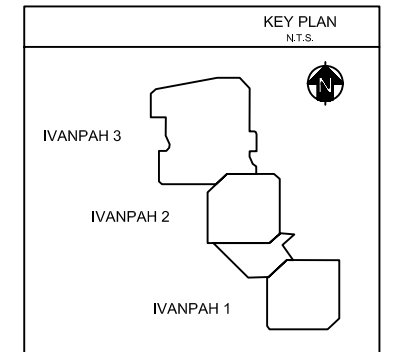 KEY PLAN
N.T.S.
N
IVANPAH 3
IVANPAH 2
IVANPAH 1